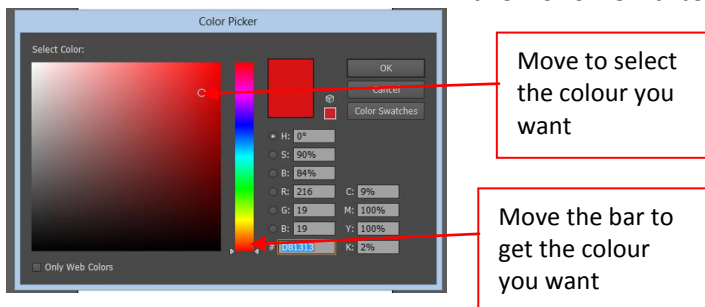 Color Picker
Select Color:
OK
Cancel
Color Swatches
H: 0°
S: 90%
B: 84%
R: 216 C: 9%
G: 19 M: 100%
B: 19 Y: 100%
# D81313 K: 2%
Only Web Colors
Move to select
the colour you
want
Move the bar to
get the colour
you want